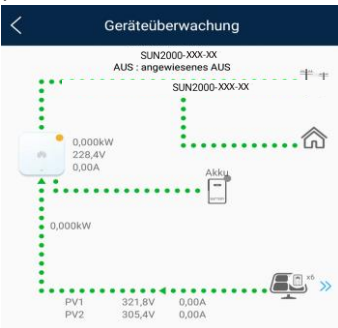 Geräteüberwachung
SUN2000-XXX-XX
AUS : angewiesenes AUS
SUN2000-XXX-XX
0,000kW
228,4V
0,00A
Akku
0,000kW
x6
PV1 321,8V 0,00A
PV2 305,4V 0,00A